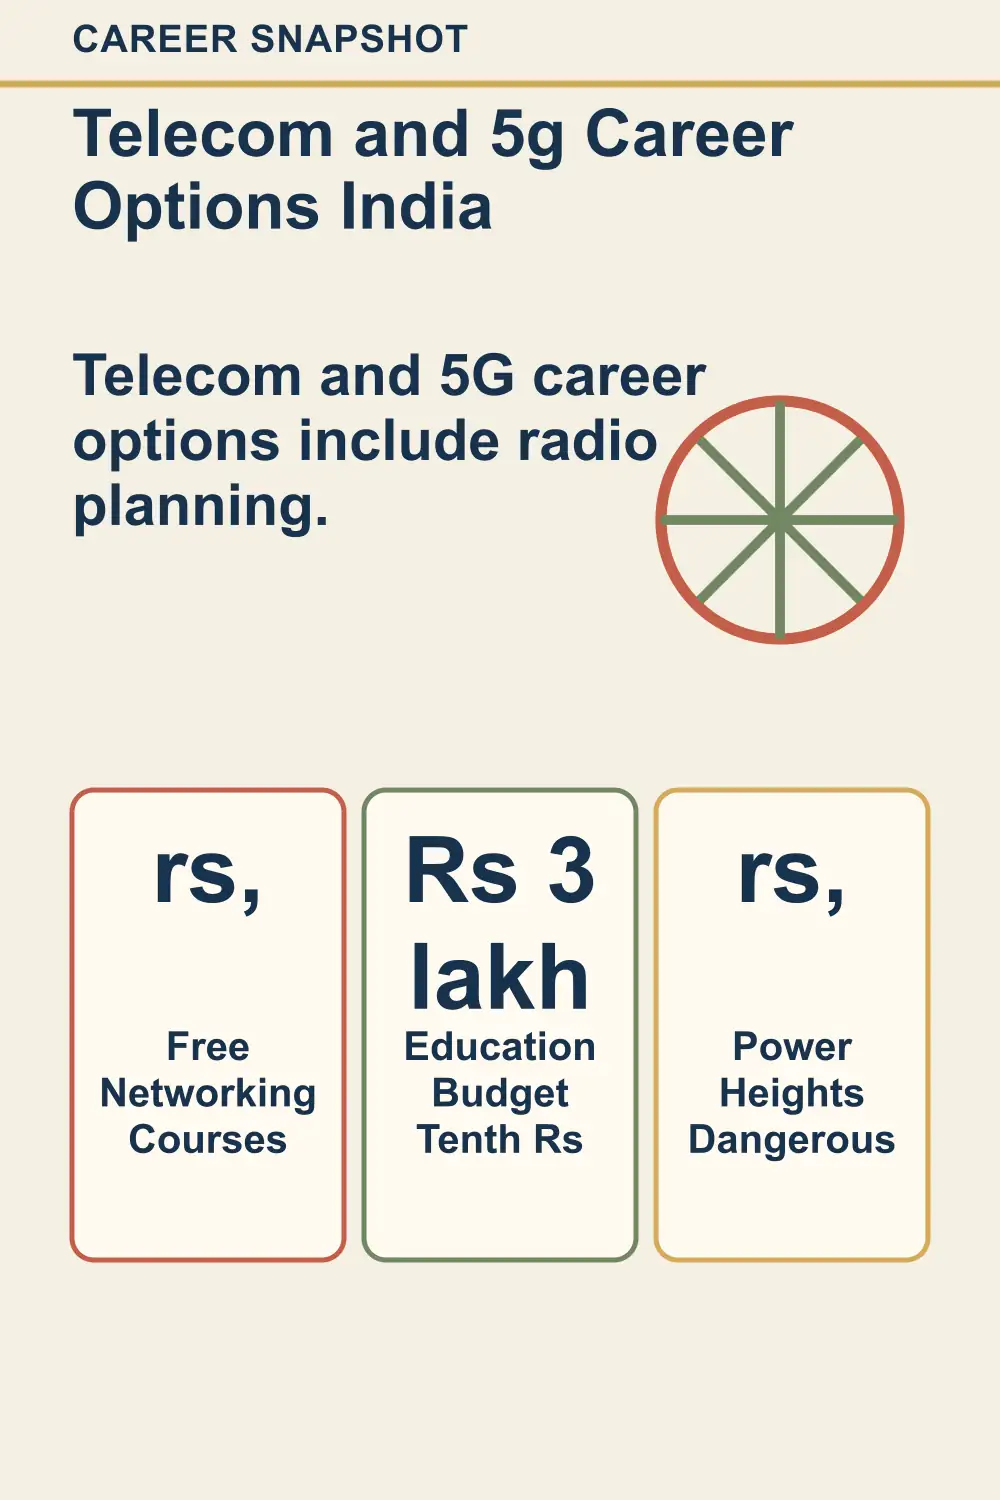 CAREER SNAPSHOT
Telecom and 5g Career
Options India
Telecom and 5G career
options include radio
planning.
rs,
Free
Networking
Courses
Rs 3
lakh
Education
Budget
Tenth Rs
rs,
Power
Heights
Dangerous